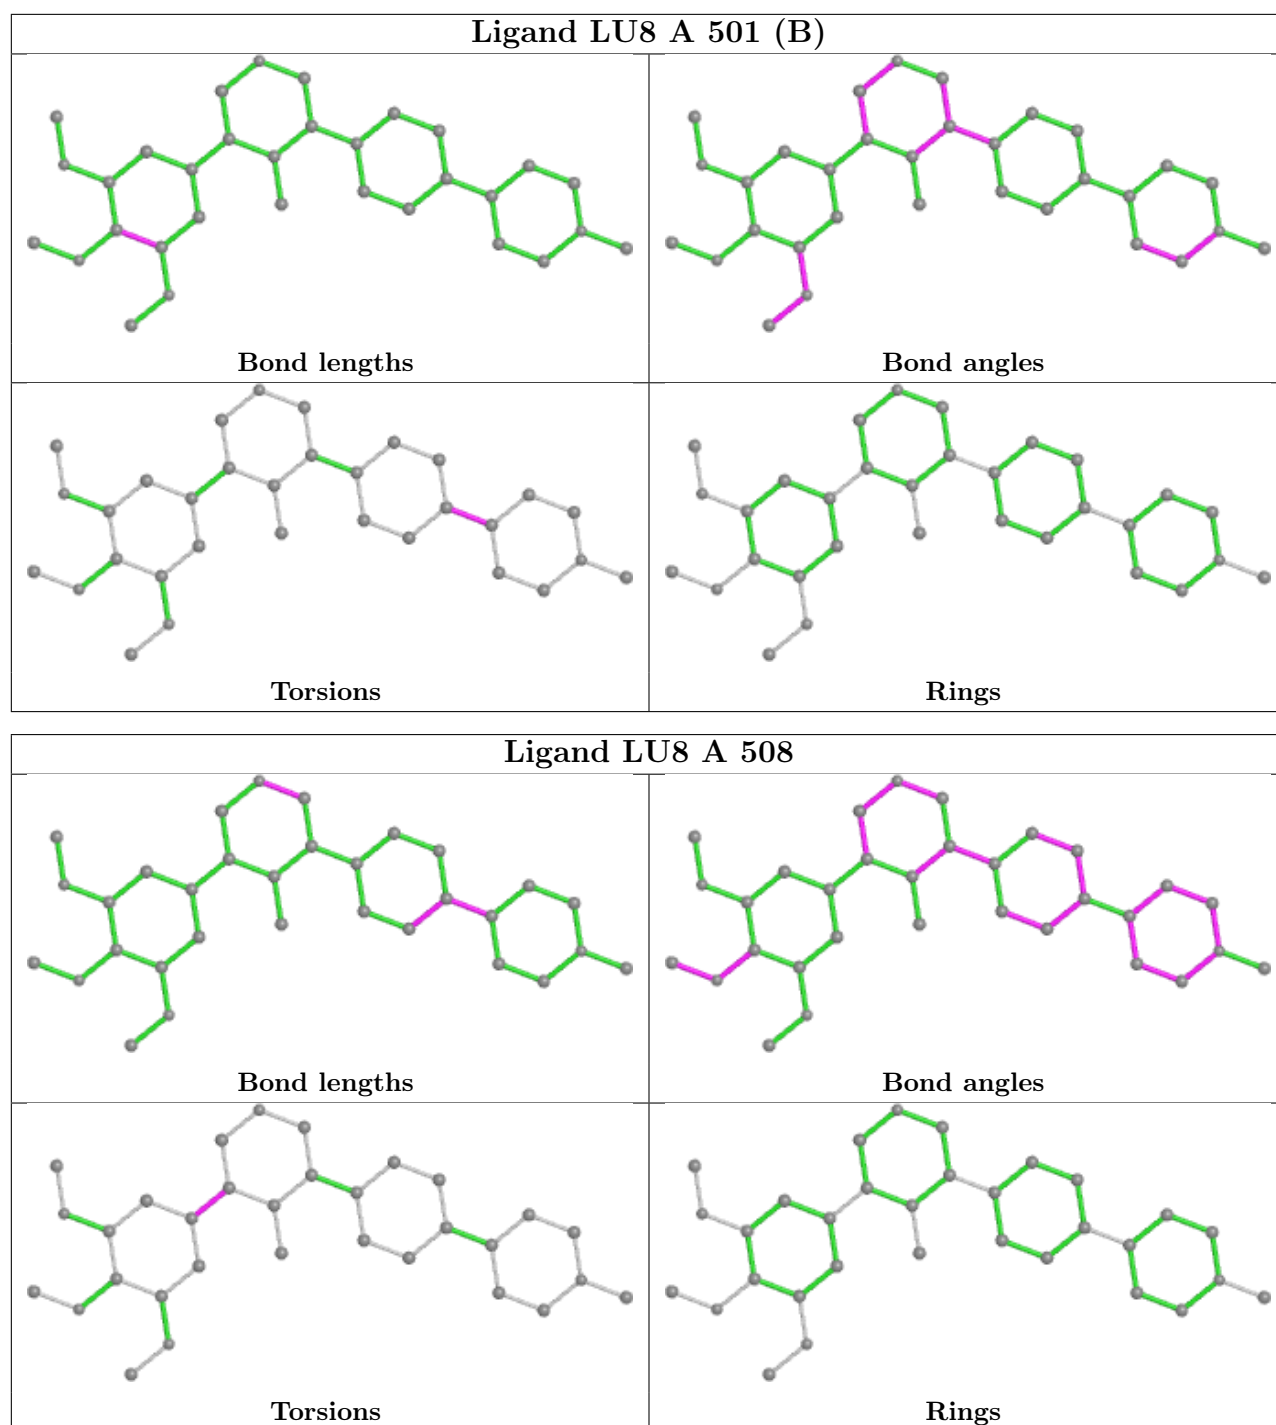 Ligand LU8 A 501 (B)
Bond lengths
Bond angles
Torsions
Rings
Ligand LU8 A 508
Bond lengths
Bond angles
Torsions
Rings